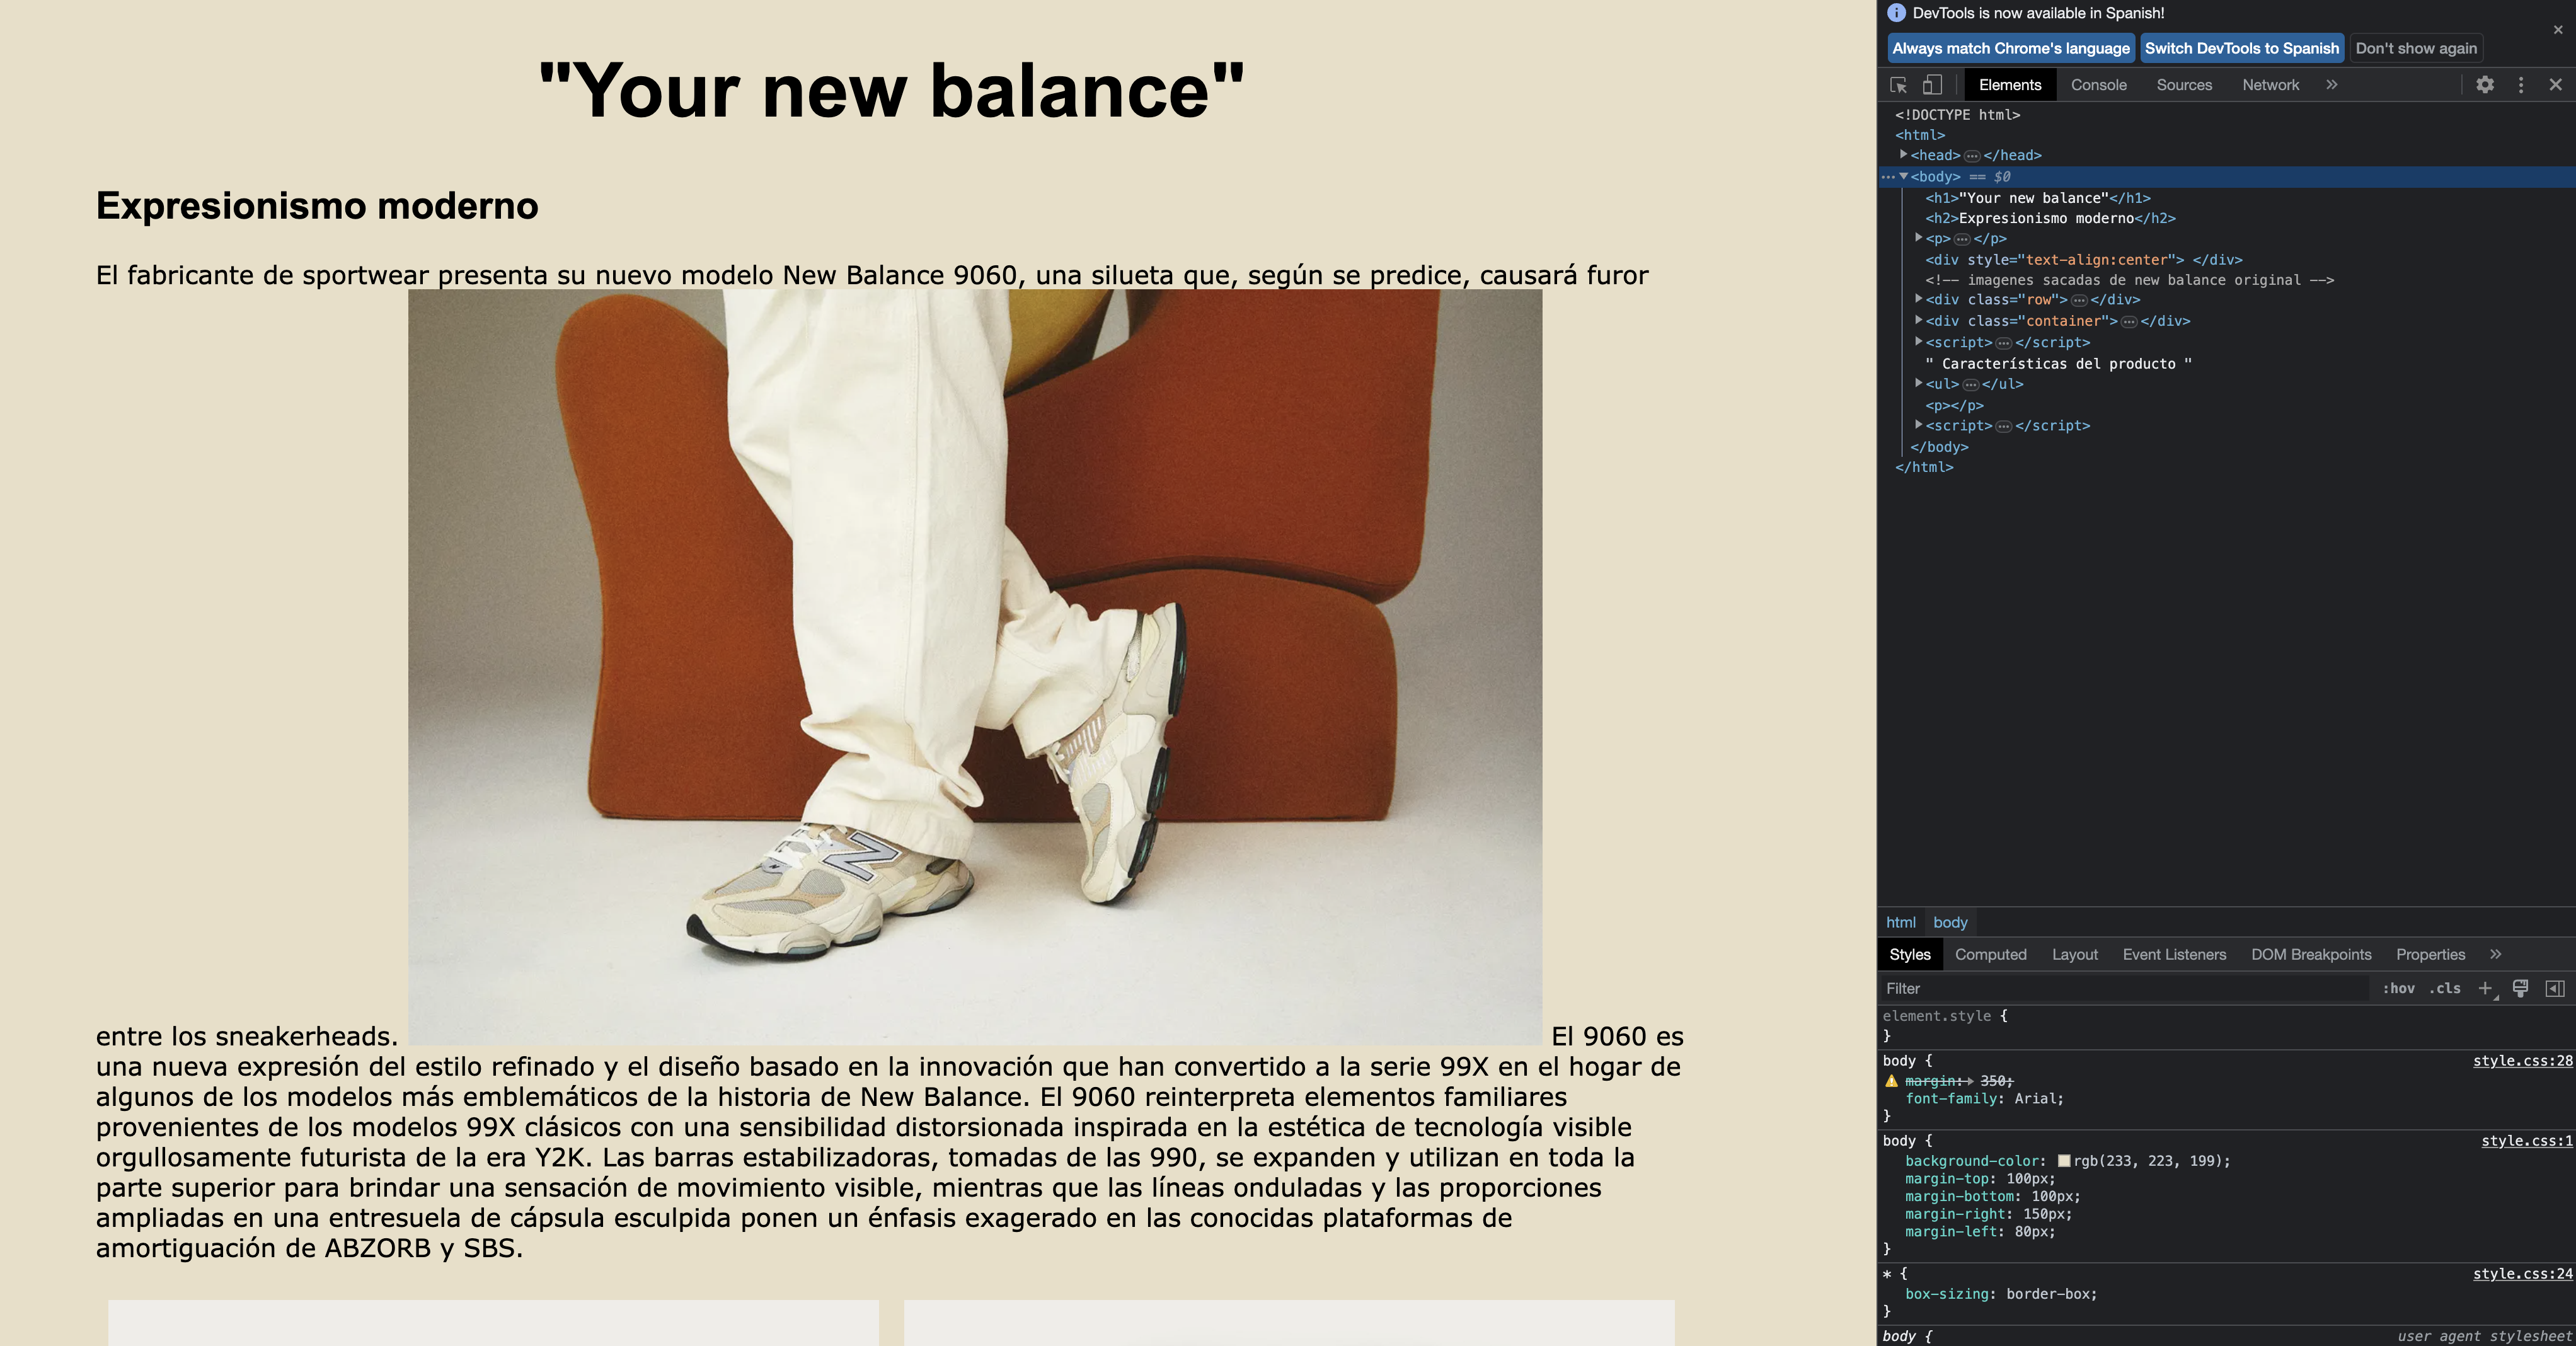 "Your new balance"
Expresionismo moderno
El fabricante de sportwear presenta su nuevo modelo New Balance 9060, una silueta que, según se predice, causará furor
N
entre los sneakerheads. El 9060 es
una nueva expresión del estilo refinado y el diseño basado en la innovación que han convertido a la serie 99X en el hogar de
algunos de los modelos más emblemáticos de la historia de New Balance. El 9060 reinterpreta elementos familiares
provenientes de los modelos 99X clásicos con una sensibilidad distorsionada inspirada en la estética de tecnología visible
orgullosamente futurista de la era Y2K. Las barras estabilizadoras, tomadas de las 990, se expanden y utilizan en toda la
parte superior para brindar una sensación de movimiento visible, mientras que las líneas onduladas y las proporciones
ampliadas en una entresuela de cápsula esculpida ponen un énfasis exagerado en las conocidas plataformas de
amortiguación de ABZORB y SBS.
DevTools is now available in Spanish!
Always match Chrome's language Switch DevTools to Spanish Don't show again
Elements Console Sources Network »
<!DOCTYPE html>
<html>
<head>…</head>
<body> == $0
<h1>"Your new balance"</h1>
<h2>Expresionismo moderno</h2>
<p>…</p>
<div style="text-align:center"> </div>
<!-- imagenes sacadas de new balance original -->
<div class="row">…</div>
<div class="container">…</div>
<script>…</script>
" Características del producto "
<ul>…</ul>
<p></p>
<script>…</script>
</body>
</html>
html body
Styles Computed Layout Event Listeners DOM Breakpoints Properties »
Filter :hov .cls +
element.style {
}
body { style.css:28
margin: 350;
font-family: Arial;
}
body { style.css:1
background-color: rgb(233, 223, 199);
margin-top: 100px;
margin-bottom: 100px;
margin-right: 150px;
margin-left: 80px;
}
* { style.css:24
box-sizing: border-box;
}
body { user agent stylesheet